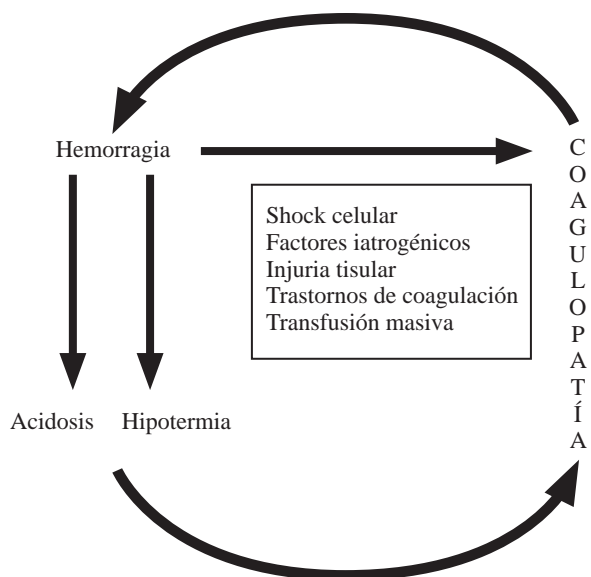 Hemorragia
COAGULOPATÍA
Shock celular
Factores iatrogénicos
Injuria tisular
Trastornos de coagulación
Transfusión masiva
Acidosis Hipotermia